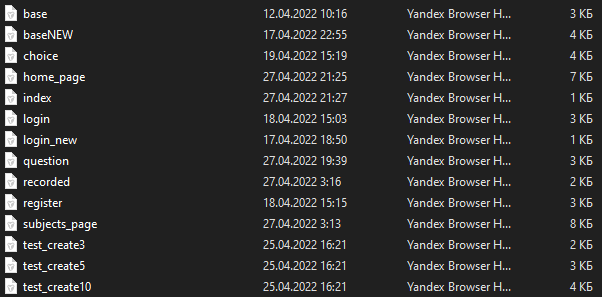 base 12.04.2022 10:16 Yandex Browser H... 3 КБ
baseNEW 17.04.2022 22:55 Yandex Browser H... 4 КБ
choice 19.04.2022 15:19 Yandex Browser H... 4 КБ
home_page 27.04.2022 21:25 Yandex Browser H... 7 КБ
index 27.04.2022 21:27 Yandex Browser H... 1 КБ
login 18.04.2022 15:03 Yandex Browser H... 3 КБ
login_new 17.04.2022 18:50 Yandex Browser H... 1 КБ
question 27.04.2022 19:39 Yandex Browser H... 3 КБ
recorded 27.04.2022 3:16 Yandex Browser H... 2 КБ
register 18.04.2022 15:15 Yandex Browser H... 3 КБ
subjects_page 27.04.2022 3:13 Yandex Browser H... 8 КБ
test_create3 25.04.2022 16:21 Yandex Browser H... 2 КБ
test_create5 25.04.2022 16:21 Yandex Browser H... 3 КБ
test_create10 25.04.2022 16:21 Yandex Browser H... 4 КБ